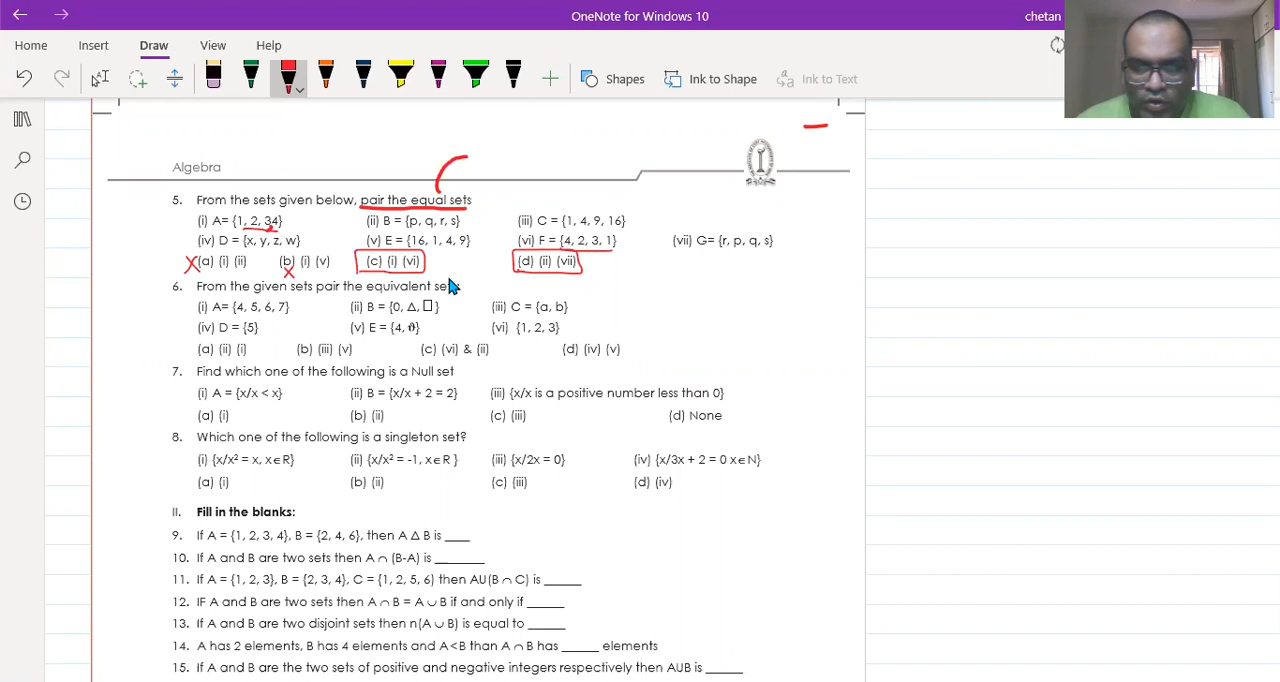 OneNote for Windows 10
chetan
Home Insert Draw View Help
Shapes Ink to Shape Ink to Text
Algebra
5. From the sets given below, pair the equal sets
(i) A= {1, 2, 34} (ii) B = {p, q, r, s} (iii) C = {1, 4, 9, 16}
(iv) D = {x, y, z, w} (v) E = {16, 1, 4, 9} (vi) F = {4, 2, 3, 1} (vii) G= {r, p, q, s}
(a) (i) (ii) (b) (i) (v) (c) (i) (vi) (d) (ii) (vii)
6. From the given sets pair the equivalent sets.
(i) A= {4, 5, 6, 7} (ii) B = {0, Δ, □ } (iii) C = {a, b}
(iv) D = {5} (v) E = {4, } (vi) {1, 2, 3}
(a) (ii) (i) (b) (iii) (v) (c) (vi) & (ii) (d) (iv) (v)
7. Find which one of the following is a Null set
(i) A = {x/x < x} (ii) B = {x/x + 2 = 2} (iii) {x/x is a positive number less than 0}
(a) (i) (b) (ii) (c) (iii) (d) None
8. Which one of the following is a singleton set?
(i) {x/x² = x, x∈R} (ii) {x/x² = -1, x∈R } (iii) {x/2x = 0} (iv) {x/3x + 2 = 0 x∈N}
(a) (i) (b) (ii) (c) (iii) (d) (iv)
II. Fill in the blanks:
9. If A = {1, 2, 3, 4}, B = {2, 4, 6}, then A Δ B is ____
10. If A and B are two sets then A ∩ (B-A) is ________
11. If A = {1, 2, 3}, B = {2, 3, 4}, C = {1, 2, 5, 6) then AU(B ∩ C} is ______
12. IF A and B are two sets then A ∩ B = A ∪ B if and only if ______
13. If A and B are two disjoint sets then n(A ∪ B) is equal to ______
14. A has 2 elements, B has 4 elements and A<B than A ∩ B has ______ elements
15. If A and B are the two sets of positive and negative integers respectively then AUB is ______